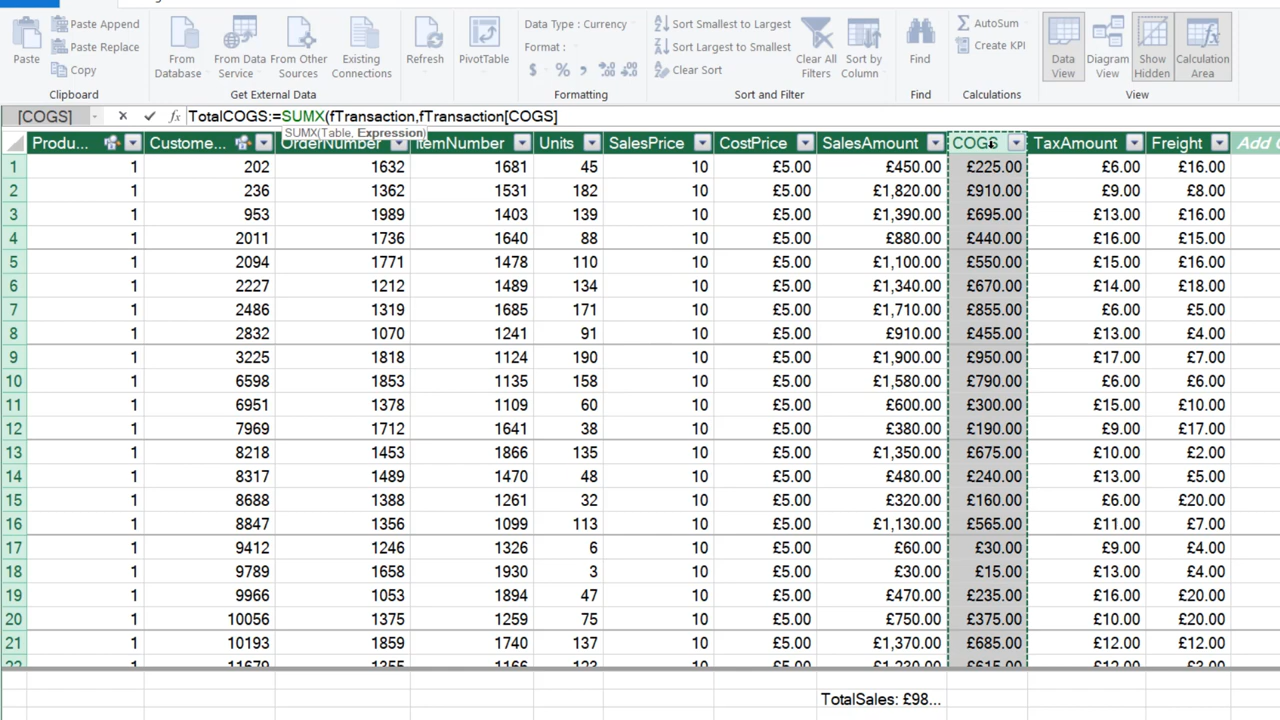 Paste
Paste Append
Paste Replace
Copy
Clipboard
From Database
From Data Service
From Other Sources
Existing Connections
Get External Data
Refresh
PivotTable
Data Type : Currency
Format :
$ % , .00 .00
Formatting
Sort Smallest to Largest
Sort Largest to Smallest
Clear Sort
Clear All Filters
Sort by Column
Sort and Filter
Find
Find
AutoSum
Create KPI
Calculations
Data View
Diagram View
Show Hidden
Calculation Area
View
[COGS] fx TotalCOGS:=SUMX(fTransaction,fTransaction[COGS]
SUMX(Table, Expression)
Produ... Custome... OrderNumber ItemNumber Units SalesPrice CostPrice SalesAmount COGS TaxAmount Freight
1 1 202 1632 1681 45 10 £5.00 £450.00 £225.00 £6.00 £16.00
2 1 236 1362 1531 182 10 £5.00 £1,820.00 £910.00 £9.00 £8.00
3 1 953 1989 1403 139 10 £5.00 £1,390.00 £695.00 £13.00 £16.00
4 1 2011 1736 1640 88 10 £5.00 £880.00 £440.00 £16.00 £15.00
5 1 2094 1771 1478 110 10 £5.00 £1,100.00 £550.00 £15.00 £16.00
6 1 2227 1212 1489 134 10 £5.00 £1,340.00 £670.00 £14.00 £18.00
7 1 2486 1319 1685 171 10 £5.00 £1,710.00 £855.00 £6.00 £5.00
8 1 2832 1070 1241 91 10 £5.00 £910.00 £455.00 £13.00 £4.00
9 1 3225 1818 1124 190 10 £5.00 £1,900.00 £950.00 £17.00 £7.00
10 1 6598 1853 1135 158 10 £5.00 £1,580.00 £790.00 £6.00 £6.00
11 1 6951 1378 1109 60 10 £5.00 £600.00 £300.00 £15.00 £10.00
12 1 7969 1712 1641 38 10 £5.00 £380.00 £190.00 £9.00 £17.00
13 1 8218 1453 1866 135 10 £5.00 £1,350.00 £675.00 £10.00 £2.00
14 1 8317 1489 1470 48 10 £5.00 £480.00 £240.00 £13.00 £5.00
15 1 8688 1388 1261 32 10 £5.00 £320.00 £160.00 £6.00 £20.00
16 1 8847 1356 1099 113 10 £5.00 £1,130.00 £565.00 £11.00 £7.00
17 1 9412 1246 1326 6 10 £5.00 £60.00 £30.00 £9.00 £4.00
18 1 9789 1658 1930 3 10 £5.00 £30.00 £15.00 £13.00 £4.00
19 1 9966 1053 1894 47 10 £5.00 £470.00 £235.00 £16.00 £20.00
20 1 10056 1375 1259 75 10 £5.00 £750.00 £375.00 £10.00 £20.00
21 1 10193 1859 1740 137 10 £5.00 £1,370.00 £685.00 £12.00 £12.00
22 1 11679 1355 1166 123 10 £5.00 £1,230.00 £615.00 £12.00 £3.00
TotalSales: £98...